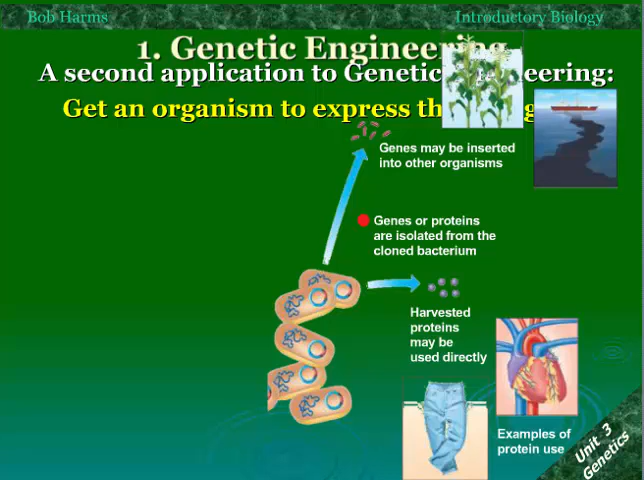 Bob Harms
Introductory Biology
1. Genetic Engineering
A second application to Genetic Engineering:
Get an organism to express
Genes may be inserted
into other organisms
Genes or proteins
are isolated from the
cloned bacterium
Harvested
proteins
may be
used directly
Examples of
protein use
Unit 3
Genetics